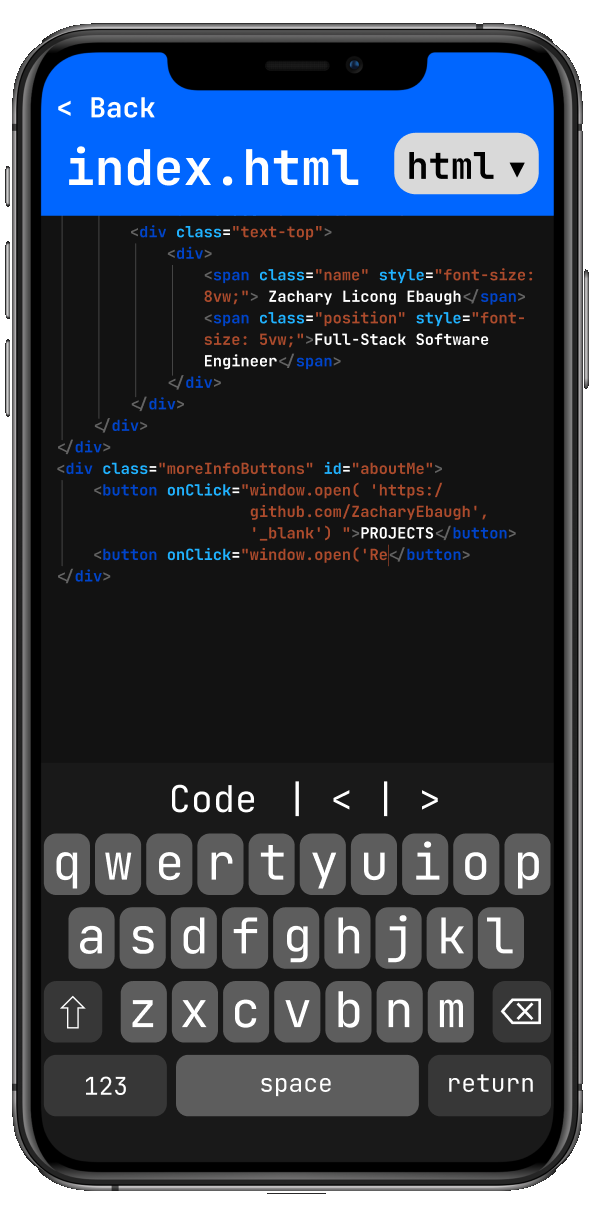 < Back
index.html
html ▼
<div class="text-top">
<div>
<span class="name" style="font-size:
8vw;"> Zachary Licong Ebaugh</span>
<span class="position" style="font-
size: 5vw;">Full-Stack Software
Engineer</span>
</div>
</div>
</div>
</div>
<div class="moreInfoButtons" id="aboutMe">
<button onClick="window.open( 'https:/
github.com/ZacharyEbaugh',
'_blank') ">PROJECTS</button>
<button onClick="window.open('Re</button>
</div>
Code | < | >
q w e r t y u i o p
a s d f g h j k l
⇧ z x c v b n m ⌫
123 space return